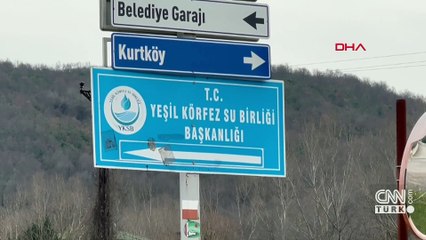 Belediye Garajı
DHA
Kurtköy
T.C.
YEŞİL KÖRFEZ SU BİRLİĞİ
BAŞKANLIĞI
YKSB
CNN
TÜRK